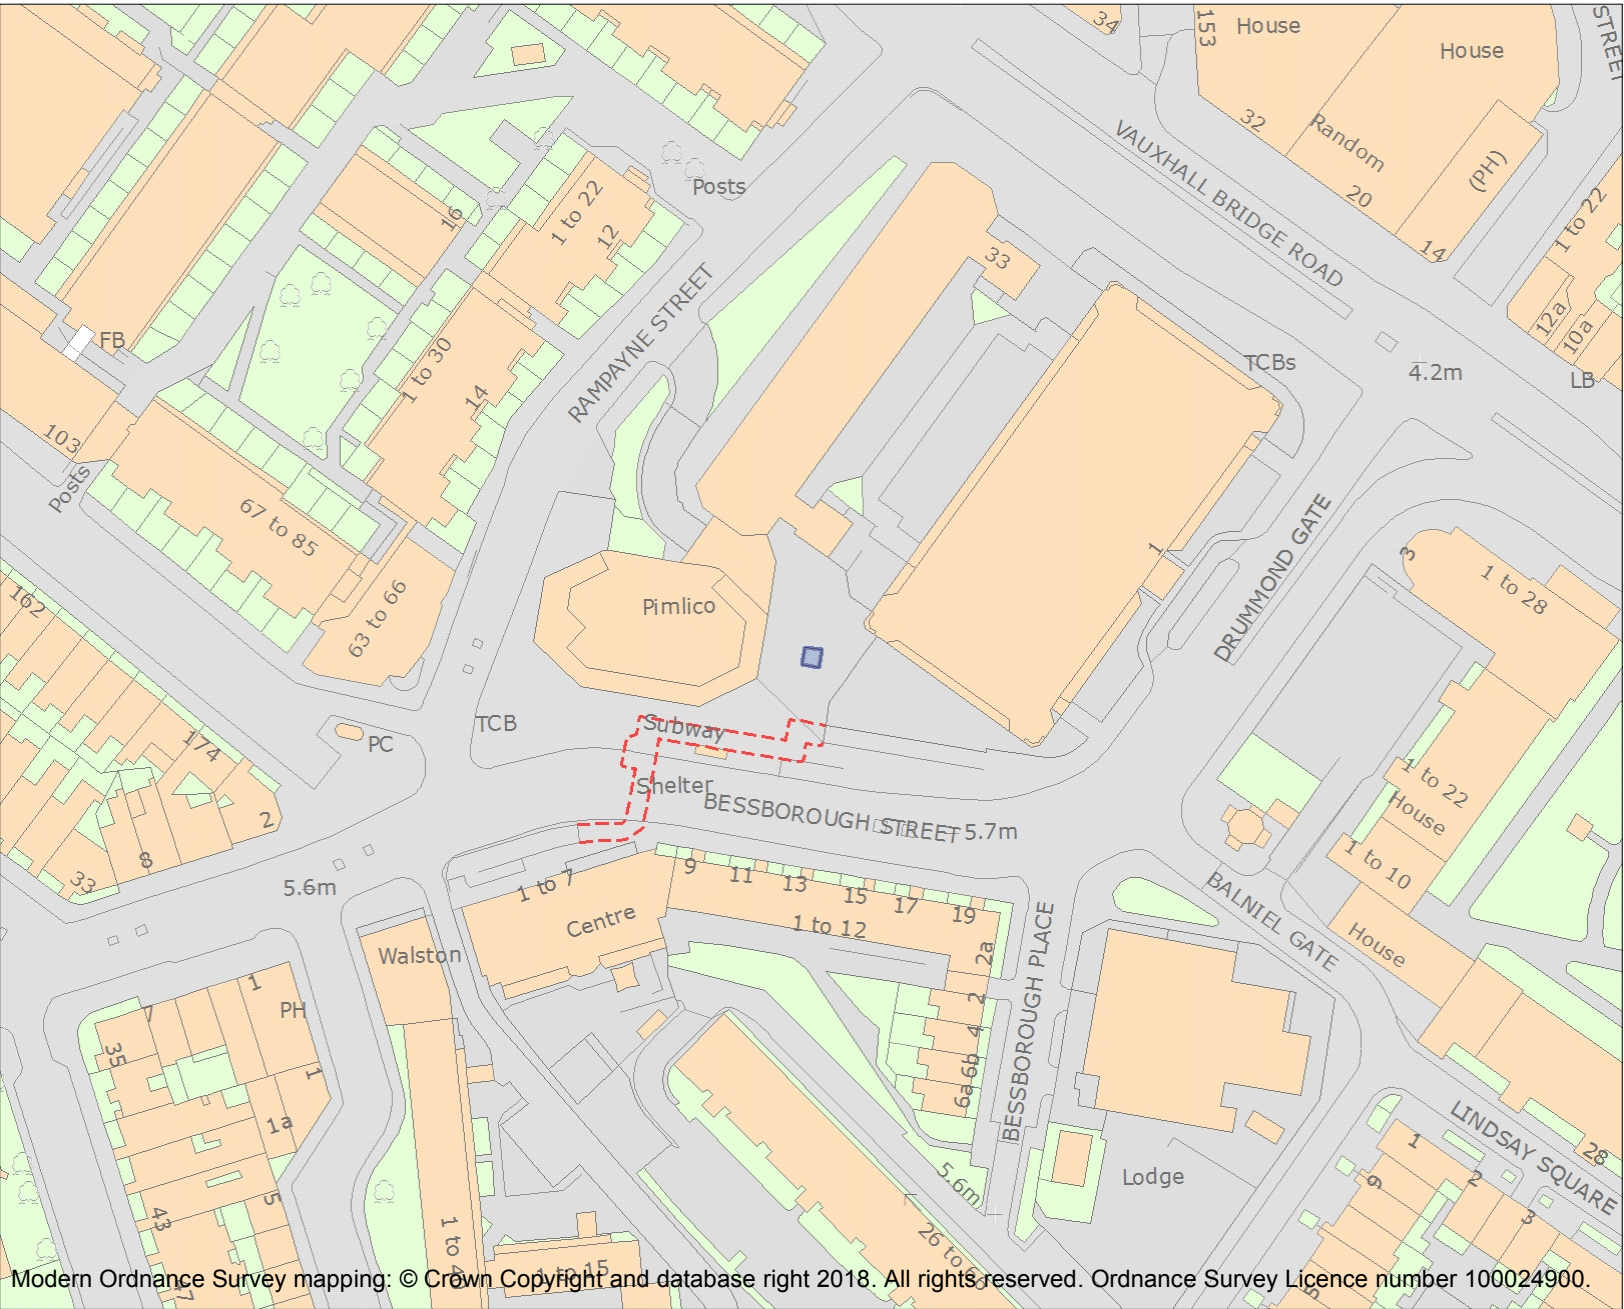 34
153
House
House
STREET
VAUXHALL BRIDGE ROAD
32
Random
(PH)
20
14
Posts
1 to 22
12
16
33
1 to 22
12a
10a
LB
RAMPAYNE STREET
FB
1 to 30
14
TCBs
4.2m
103
Posts
67 to 85
63 to 66
162
Pimlico
1
DRUMMOND GATE
3
1 to 28
TCB
PC
174
2
8
33
Subway
Shelter
BESSBOROUGH STREET
5.7m
5.6m
1 to 22
House
1 to 10
BALNIEL GATE
House
1 to 7
Centre
9
11
13
15
17
19
1 to 12
2a
2
4
6b
6a
BESSBOROUGH PLACE
Walston
PH
1
7
35
1
1a
5
43
47
1 to 15
5.6m
Lodge
LINDSAY SQUARE
28
1
2
3
9
5
Modern Ordnance Survey mapping: © Crown Copyright and database right 2018. All rights reserved. Ordnance Survey Licence number 100024900.